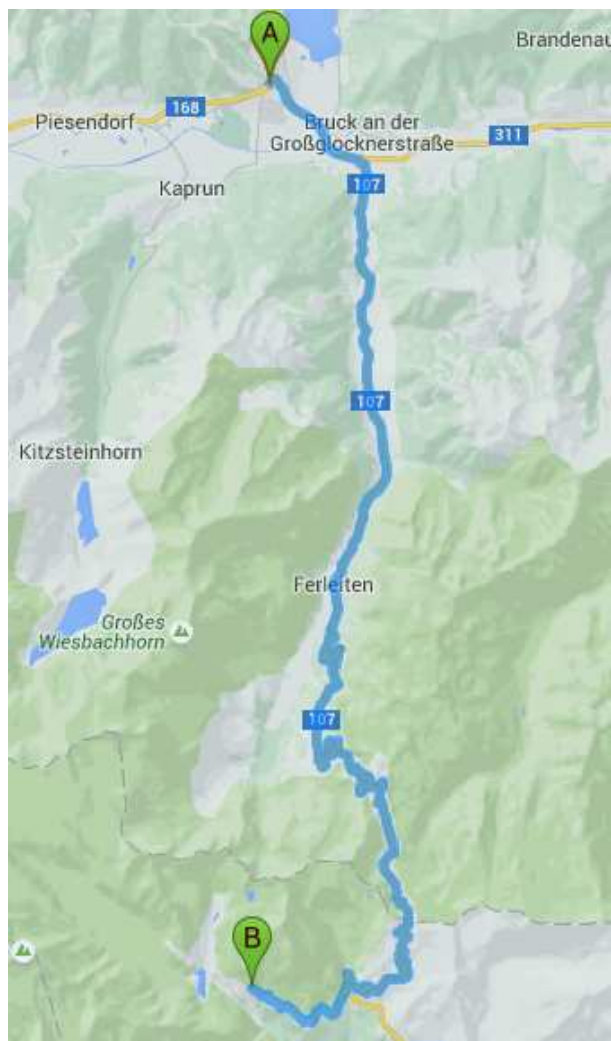 A
Brandenau
168
Piesendorf
Bruck an der
Großglocknerstraße
311
Kaprun
107
107
Kitzsteinhorn
Ferleiten
Großes
Wiesbachhorn
107
B